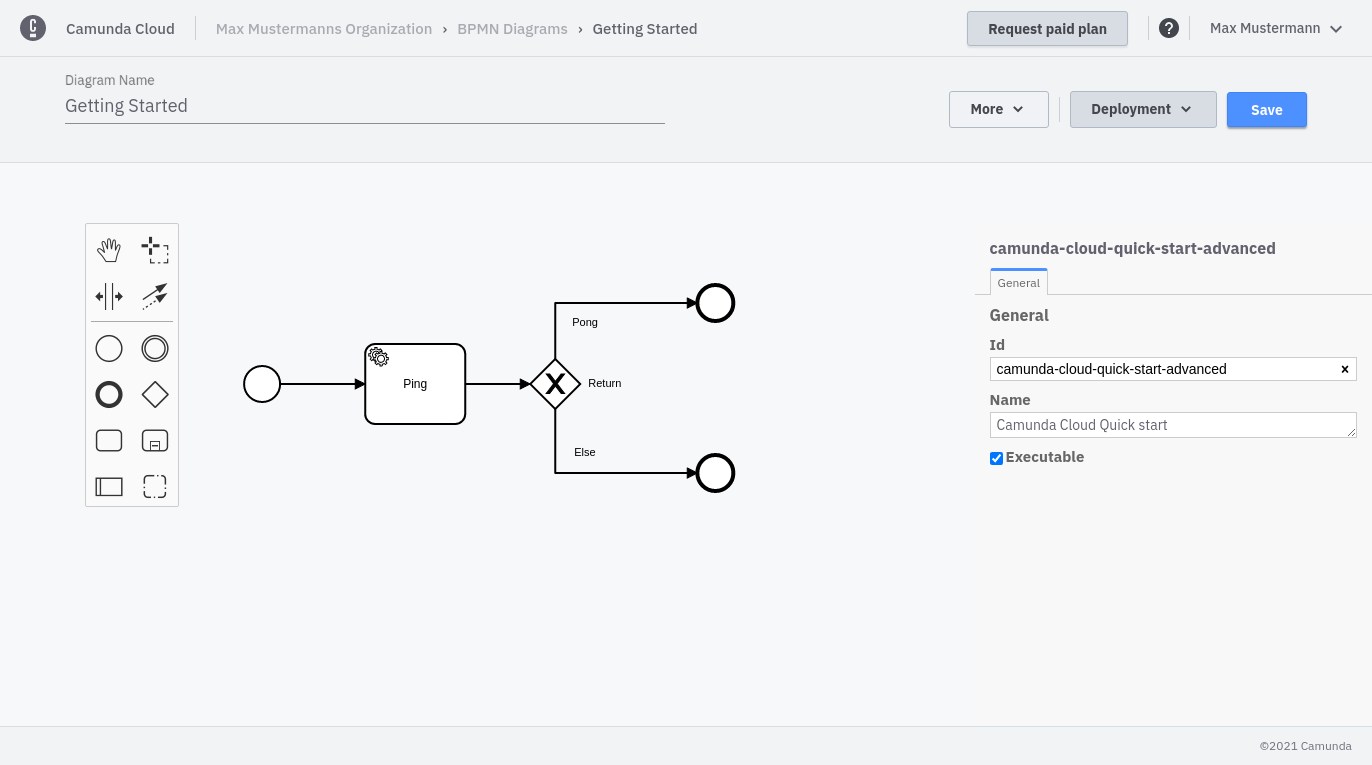 Camunda Cloud
Max Mustermanns Organization › BPMN Diagrams › Getting Started
Request paid plan
?
Max Mustermann
Diagram Name
Getting Started
More
Deployment
Save
camunda-cloud-quick-start-advanced
General
General
Id
camunda-cloud-quick-start-advanced ×
Name
Camunda Cloud Quick start
Executable
Pong
Ping
X
Return
Else
©2021 Camunda